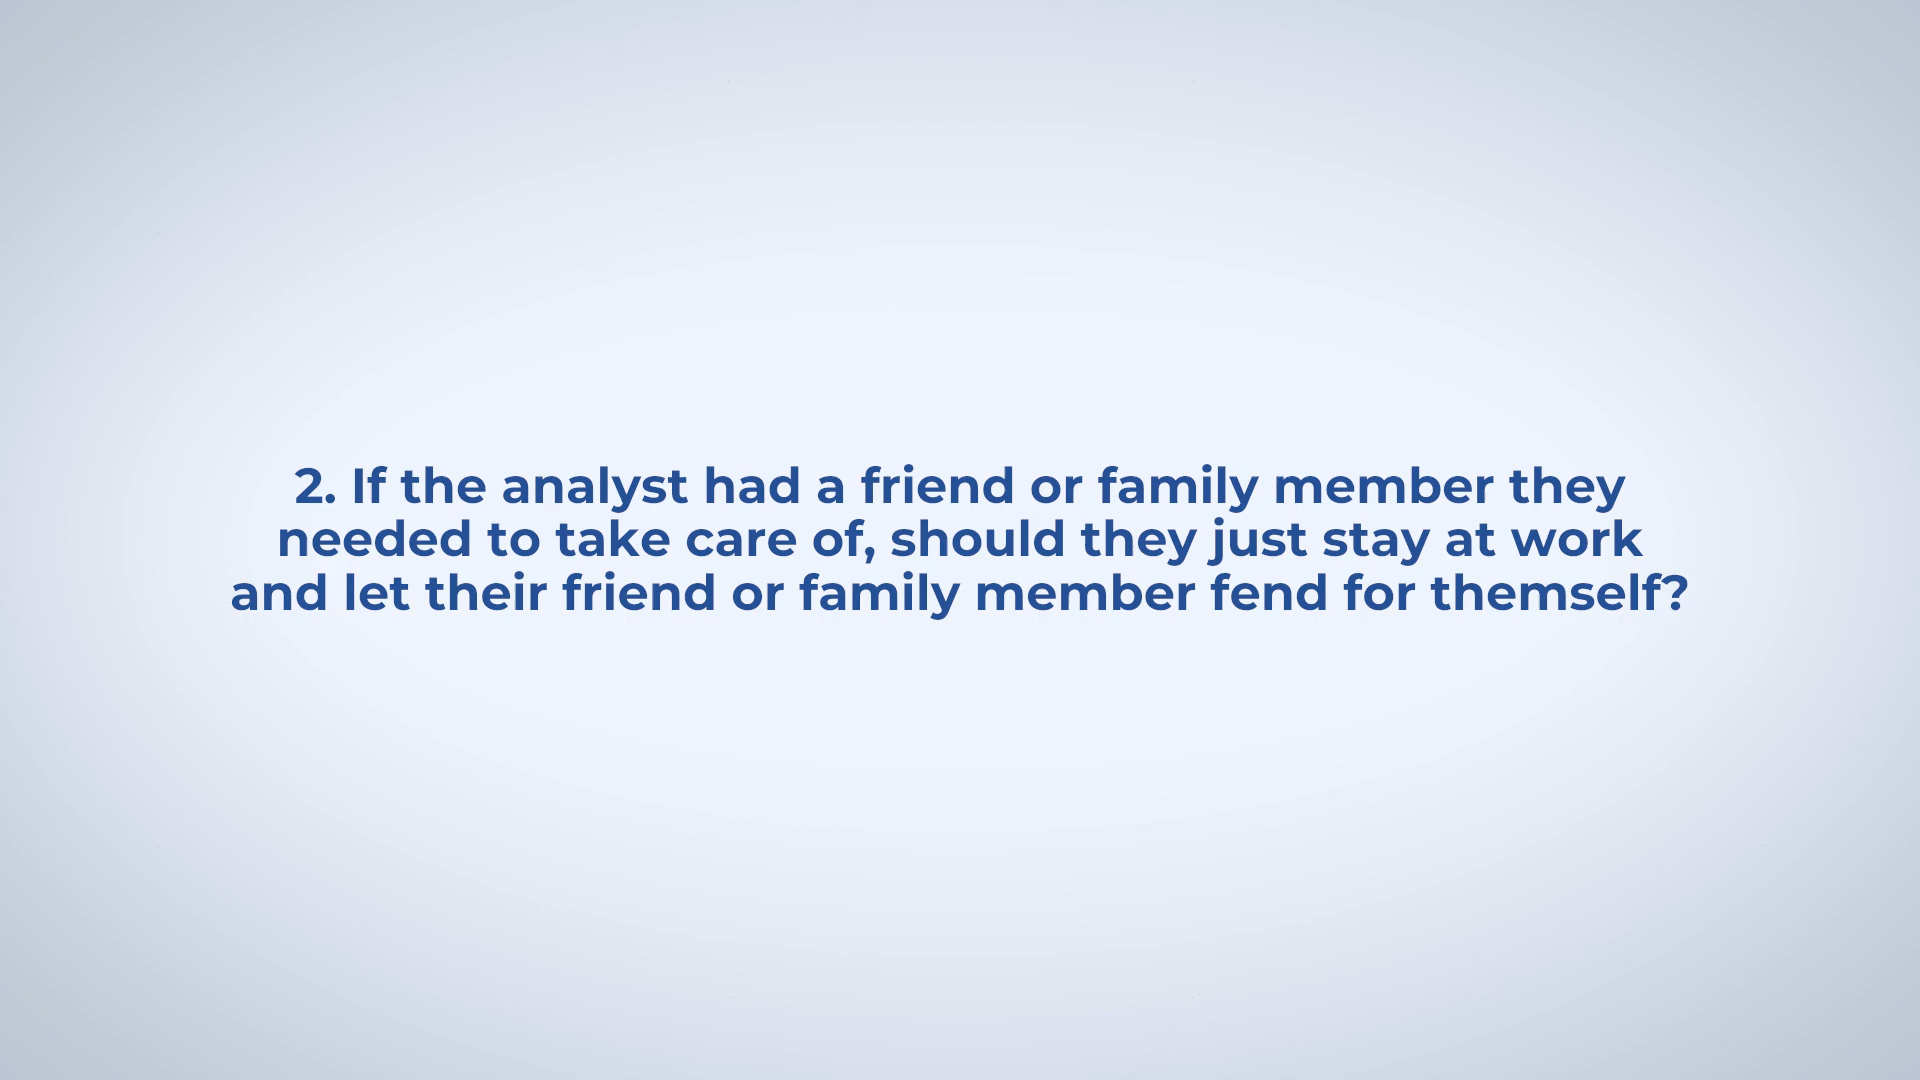 2. If the analyst had a friend or family member they
needed to take care of, should they just stay at work
and let their friend or family member fend for themself?